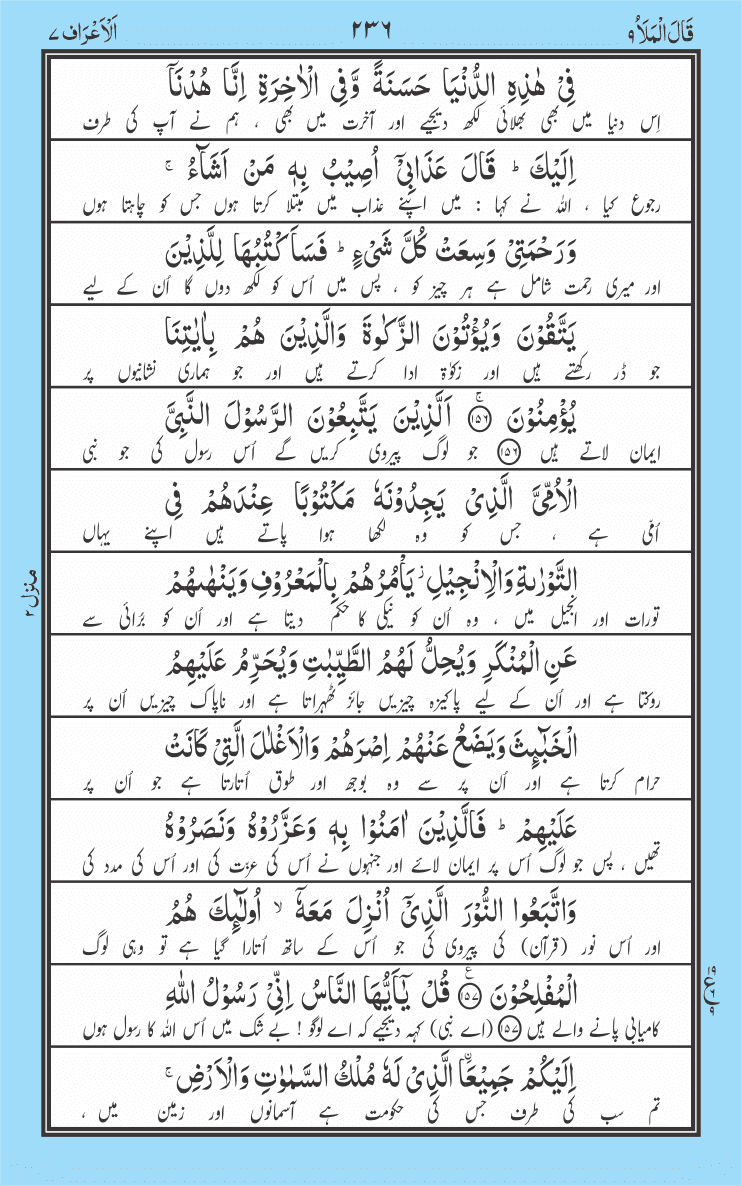 قَالَ الْمَلَاُ ٩
٢٣٦
اَلْاَعْرَاف ٧
فِیْ هٰذِهِ الدُّنْیَا حَسَنَةً وَّفِی الْاٰخِرَةِ اِنَّا هُدْنَاۤ
اِس دنیا میں بھی بھلائی لکھ دیجیے اور آخرت میں بھی ، ہم نے آپ کی طرف
اِلَیْكَ ؕ قَالَ عَذَابِیْۤ اُصِیْبُ بِهٖ مَنْ اَشَآءُ ۚ
رجوع کیا ، اللہ نے کہا : میں اپنے عذاب میں مبتلا کرتا ہوں جس کو چاہتا ہوں
وَرَحْمَتِیْ وَسِعَتْ كُلَّ شَیْءٍ ؕ فَسَاَكْتُبُهَا لِلَّذِیْنَ
اور میری رحمت شامل ہے ہر چیز کو ، پس میں اُس کو لکھ دوں گا اُن کے لیے
یَتَّقُوْنَ وَیُؤْتُوْنَ الزَّكٰوةَ وَالَّذِیْنَ هُمْ بِاٰیٰتِنَا
جو ڈر رکھتے ہیں اور زکوٰۃ ادا کرتے ہیں اور جو ہماری نشانیوں پر
یُؤْمِنُوْنَ ۚ ﴿١٥٦﴾ اَلَّذِیْنَ یَتَّبِعُوْنَ الرَّسُوْلَ النَّبِیَّ
ایمان لاتے ہیں ﴿١٥٦﴾ جو لوگ پیروی کریں گے اُس رسول کی جو نبی
الْاُمِّیَّ الَّذِیْ یَجِدُوْنَهٗ مَكْتُوْبًا عِنْدَهُمْ فِی
اُمّی ہے ، جس کو وہ لکھا ہوا پاتے ہیں اپنے یہاں
التَّوْرٰىةِ وَالْاِنْجِیْلِ ؗ یَاْمُرُهُمْ بِالْمَعْرُوْفِ وَیَنْهٰىهُمْ
تورات اور انجیل میں ، وہ اُن کو نیکی کا حکم دیتا ہے اور اُن کو بُرائی سے
منزل ٢
عَنِ الْمُنْكَرِ وَیُحِلُّ لَهُمُ الطَّیِّبٰتِ وَیُحَرِّمُ عَلَیْهِمُ
روکتا ہے اور اُن کے لیے پاکیزہ چیزیں جائز ٹھہراتا ہے اور ناپاک چیزیں اُن پر
الْخَبٰٓىِٕثَ وَیَضَعُ عَنْهُمْ اِصْرَهُمْ وَالْاَغْلٰلَ الَّتِیْ كَانَتْ
حرام کرتا ہے اور اُن پر سے وہ بوجھ اور طوق اُتارتا ہے جو اُن پر
عَلَیْهِمْ ؕ فَالَّذِیْنَ اٰمَنُوْا بِهٖ وَعَزَّرُوْهُ وَنَصَرُوْهُ
تھیں ، پس جو لوگ اُس پر ایمان لائے اور جنہوں نے اُس کی عزّت کی اور اُس کی مدد کی
وَاتَّبَعُوا النُّوْرَ الَّذِیْۤ اُنْزِلَ مَعَهٗۤ ۙ اُولٰٓىِٕكَ هُمُ
اور اُس نور (قرآن) کی پیروی کی جو اُس کے ساتھ اُتارا گیا ہے تو وہی لوگ
الْمُفْلِحُوْنَ ﴿١٥٧﴾ ع قُلْ یٰۤاَیُّهَا النَّاسُ اِنِّیْ رَسُوْلُ اللّٰهِ
کامیابی پانے والے ہیں ﴿١٥٧﴾ (اے نبی) کہہ دیجیے کہ اے لوگو ! بے شک میں اُس اللہ کا رسول ہوں
اِلَیْكُمْ جَمِیْعَا ِ۟الَّذِیْ لَهٗ مُلْكُ السَّمٰوٰتِ وَالْاَرْضِ ۚ
تم سب کی طرف جس کی حکومت ہے آسمانوں اور زمین میں ،